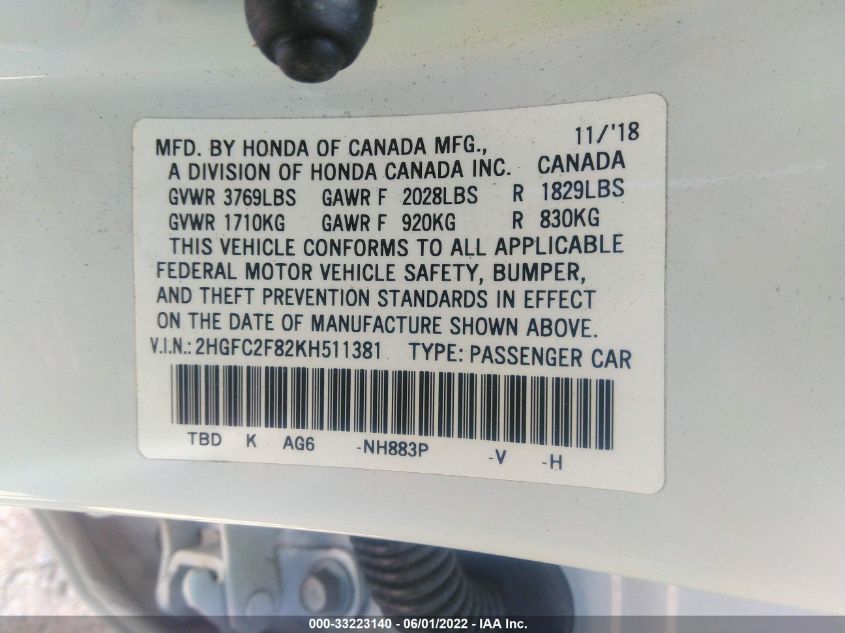 MFD. BY HONDA OF CANADA MFG., 11/'18
A DIVISION OF HONDA CANADA INC. CANADA
GVWR 3769LBS GAWR F 2028LBS R 1829LBS
GVWR 1710KG GAWR F 920KG R 830KG
THIS VEHICLE CONFORMS TO ALL APPLICABLE
FEDERAL MOTOR VEHICLE SAFETY, BUMPER,
AND THEFT PREVENTION STANDARDS IN EFFECT
ON THE DATE OF MANUFACTURE SHOWN ABOVE.
V.I.N.: 2HGFC2F82KH511381 TYPE: PASSENGER CAR
TBD K AG6 -NH883P -V -H
000-33223140 - 06/01/2022 - IAA Inc.